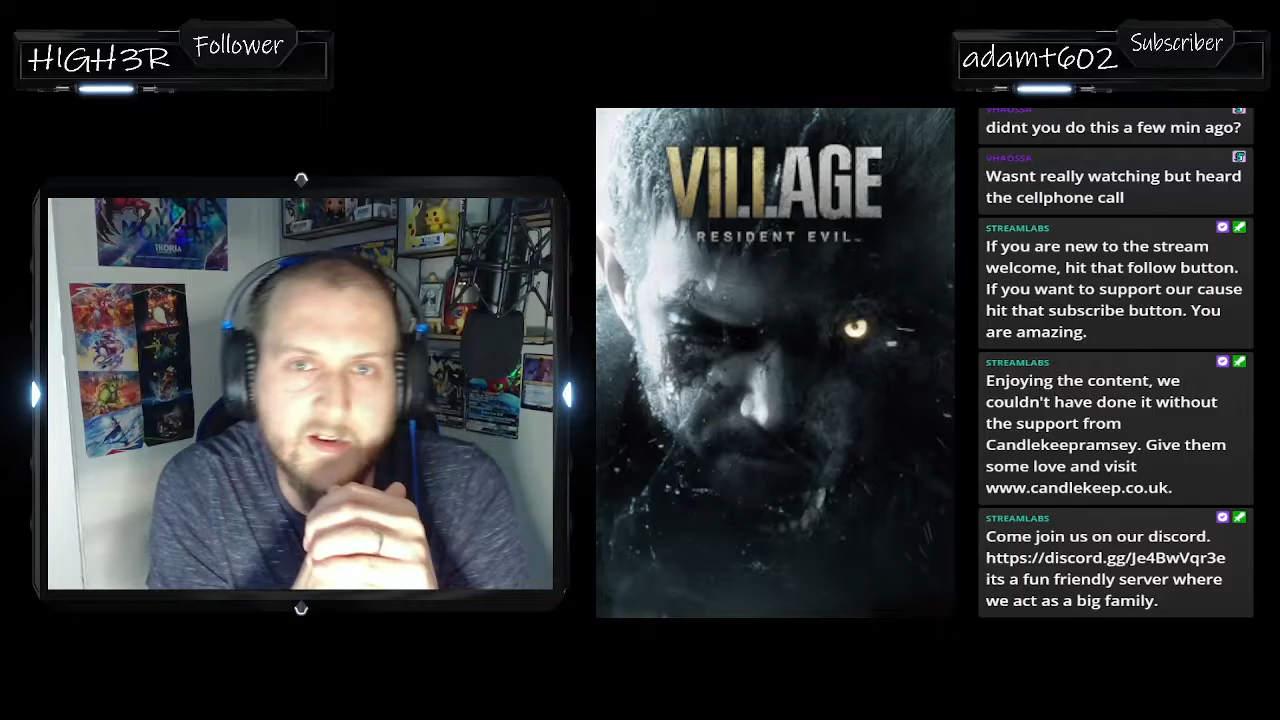 H1GH3R
Follower
adamt602
Subscriber
IKORIA
VILLAGE
RESIDENT EVIL
VHAOSSA
didnt you do this a few min ago?
VHAOSSA
Wasnt really watching but heard
the cellphone call
STREAMLABS
If you are new to the stream
welcome, hit that follow button.
If you want to support our cause
hit that subscribe button. You
are amazing.
STREAMLABS
Enjoying the content, we
couldn't have done it without
the support from
Candlekeepramsey. Give them
some love and visit
www.candlekeep.co.uk.
STREAMLABS
Come join us on our discord.
https://discord.gg/Je4BwVqr3e
its a fun friendly server where
we act as a big family.